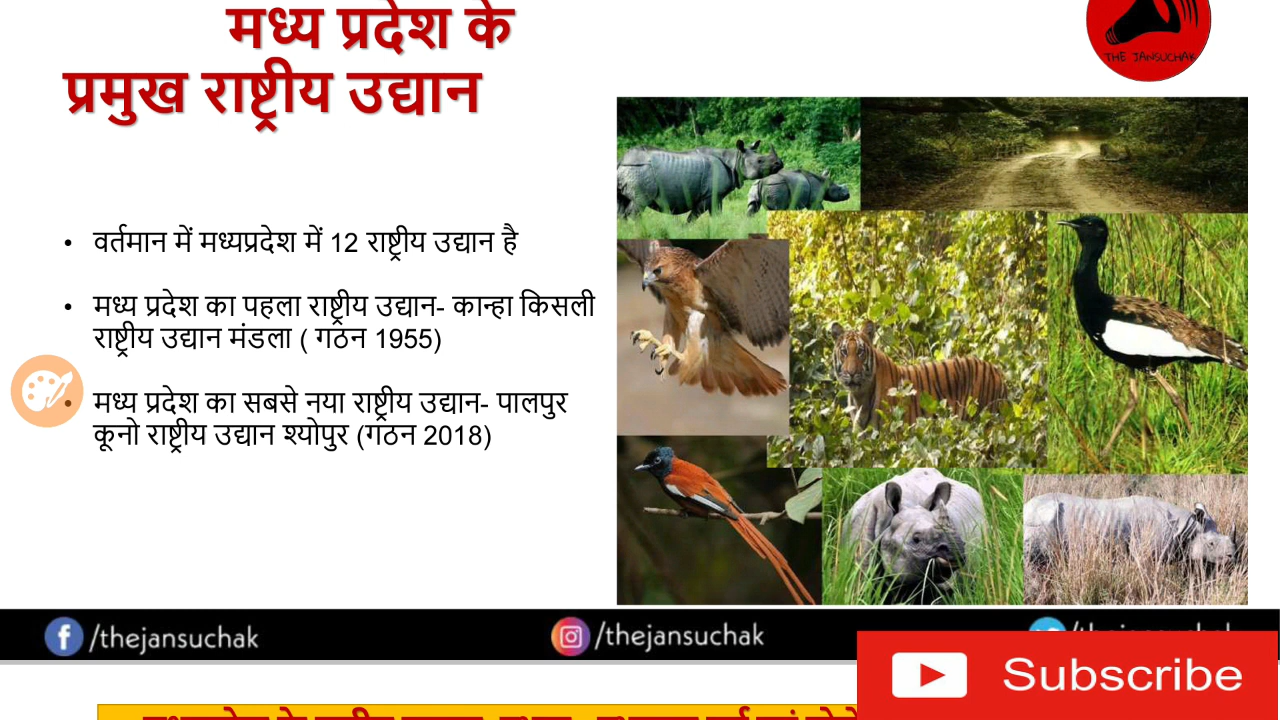 मध्य प्रदेश के
प्रमुख राष्ट्रीय उद्यान
THE JANSUCHAK
• वर्तमान में मध्यप्रदेश में 12 राष्ट्रीय उद्यान है
• मध्य प्रदेश का पहला राष्ट्रीय उद्यान- कान्हा किसली
राष्ट्रीय उद्यान मंडला ( गठन 1955)
• मध्य प्रदेश का सबसे नया राष्ट्रीय उद्यान- पालपुर
कूनो राष्ट्रीय उद्यान श्योपुर (गठन 2018)
/thejansuchak
/thejansuchak
Subscribe